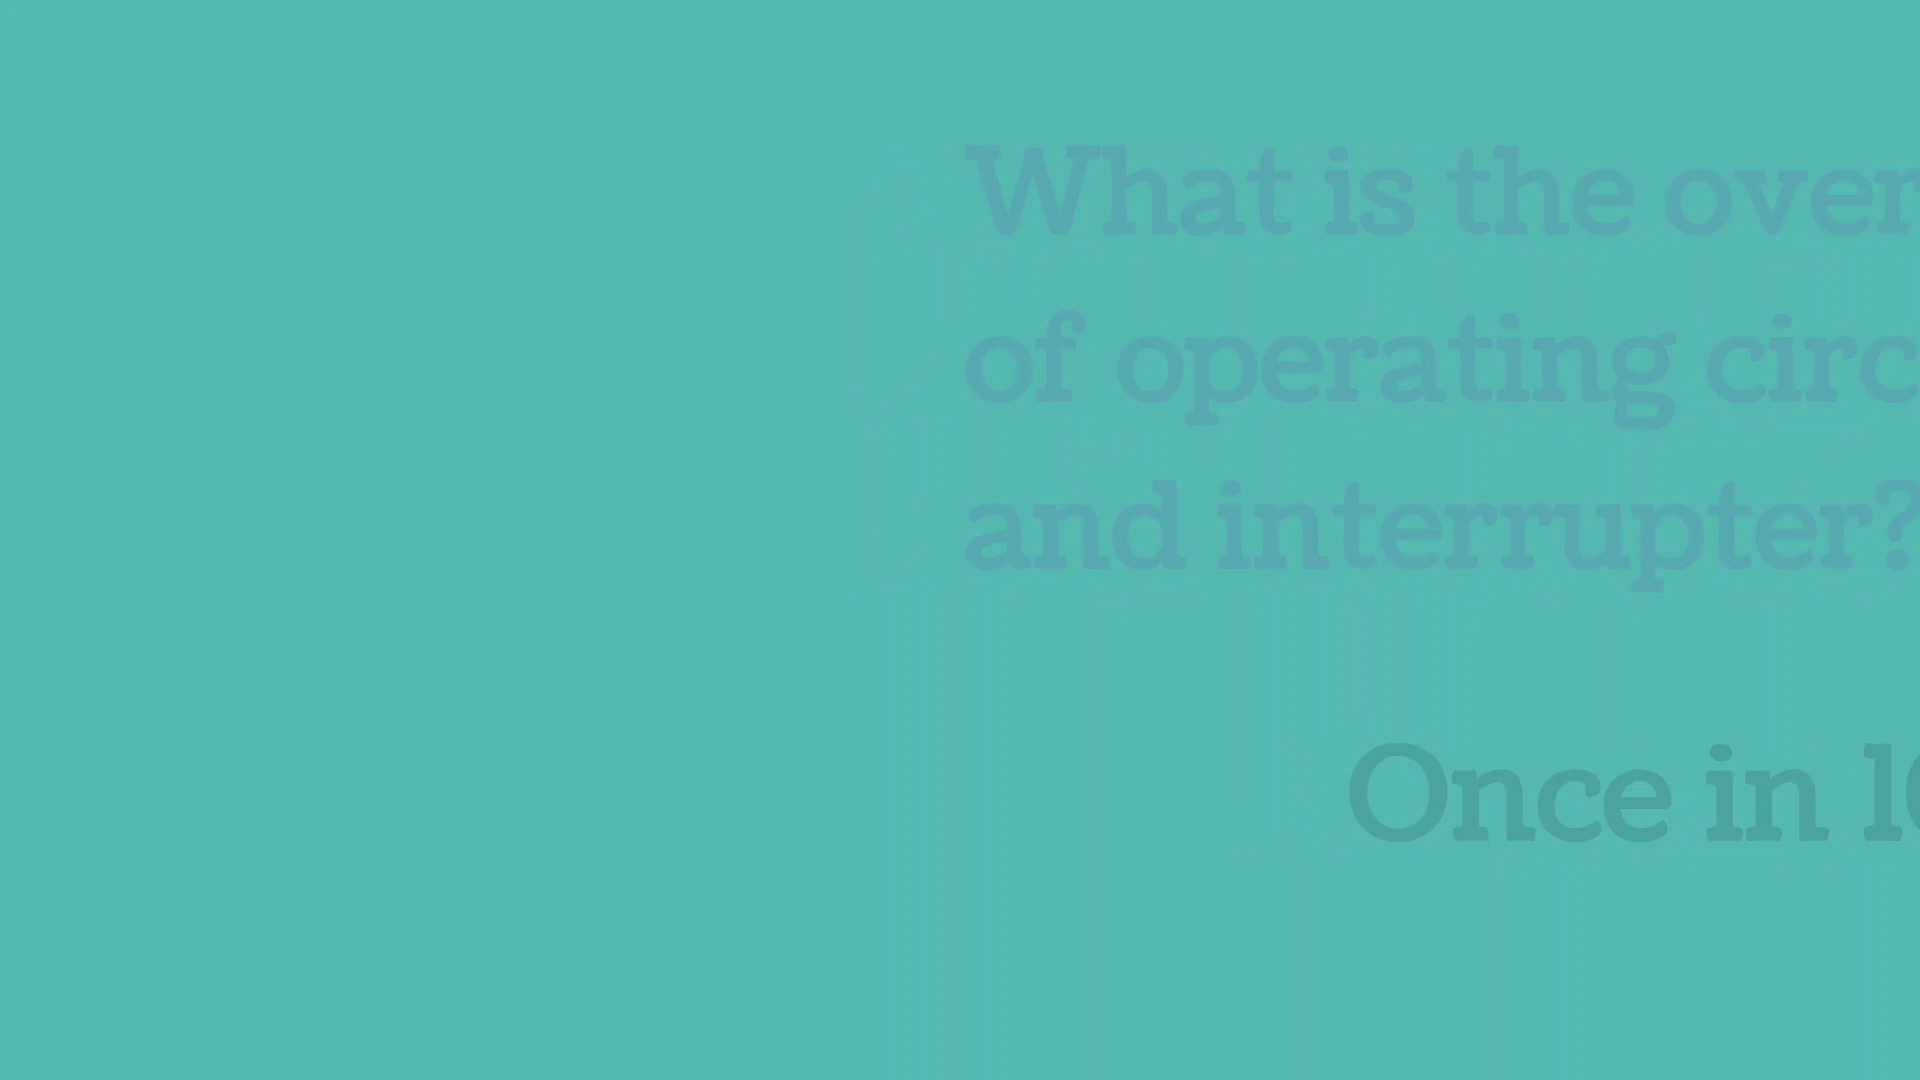 What is the over
of operating circ
and interrupter?
Once in 1